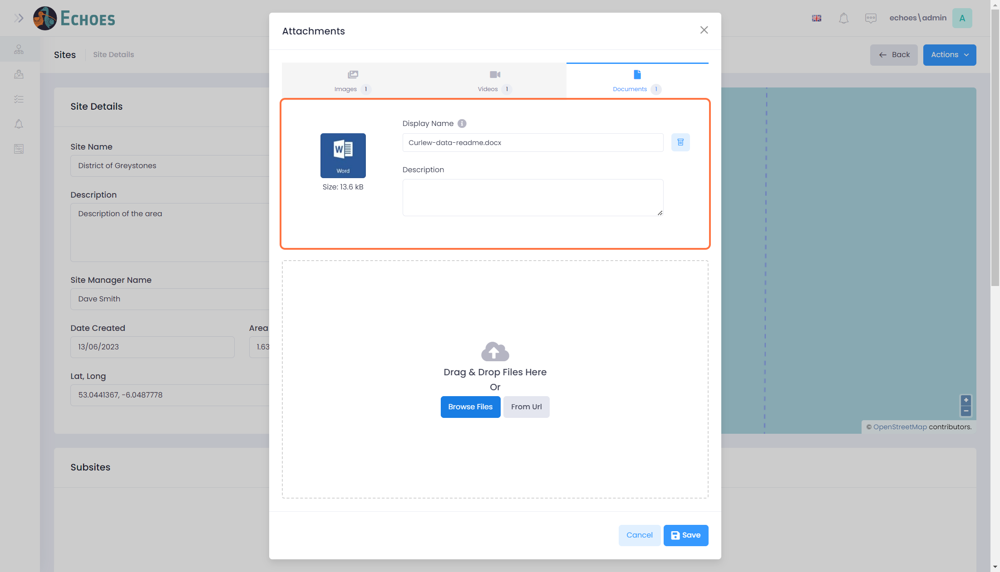 ECHOES
echoes\admin
A
Sites
Site Details
Back
Actions
Site Details
Site Name
District of Greystones
Description
Description of the area
Site Manager Name
Dave Smith
Date Created
Area
13/06/2023
1.63
Lat, Long
53.0441367, -6.0487778
Subsites
+
−
© OpenStreetMap contributors.
Attachments
Images 1
Videos 1
Documents 1
Display Name
Curlew-data-readme.docx
W
Word
Size: 13.6 kB
Description
Drag & Drop Files Here
Or
Browse Files
From Url
Cancel
Save